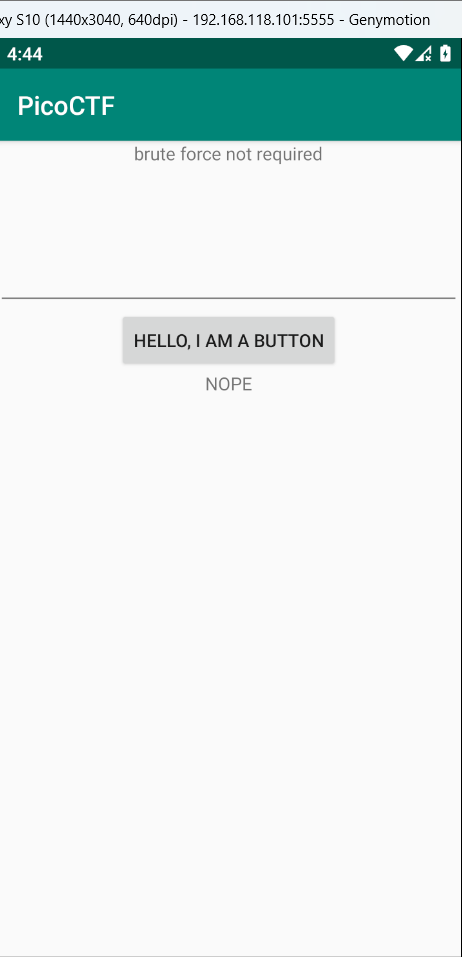 xy S10 (1440x3040, 640dpi) - 192.168.118.101:5555 - Genymotion
4:44
PicoCTF
brute force not required
HELLO, I AM A BUTTON
NOPE